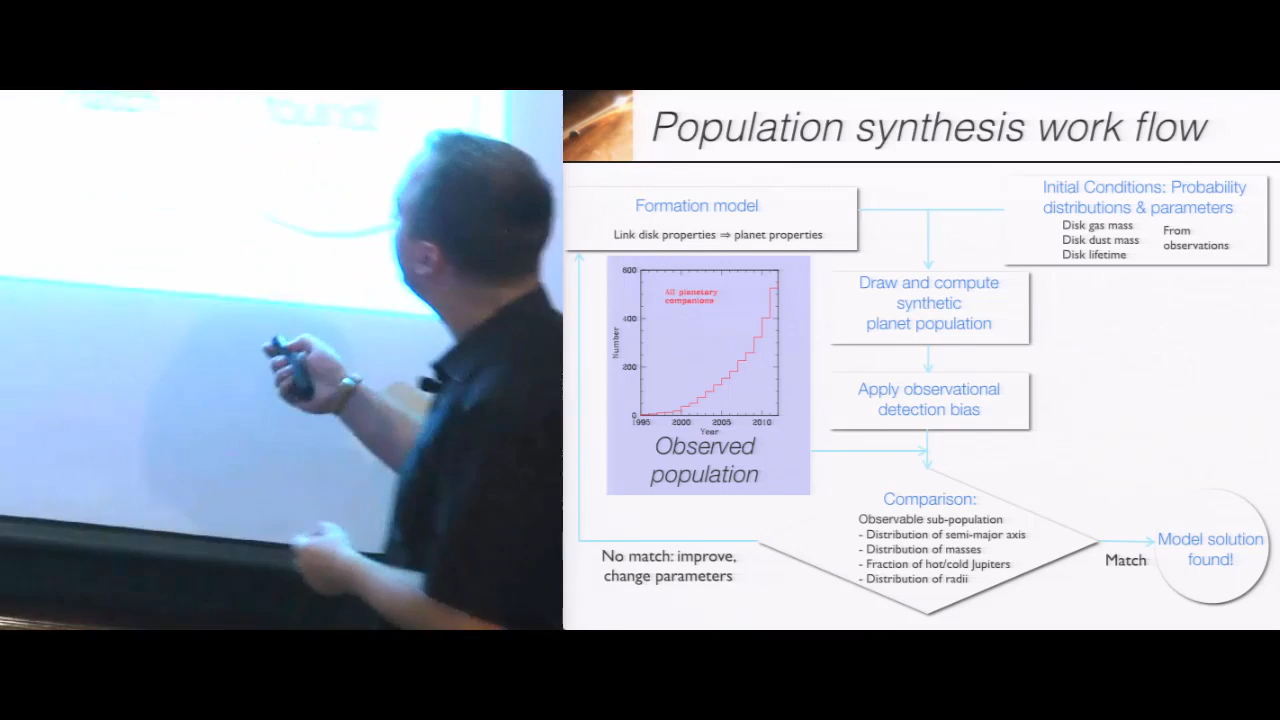 Population synthesis work flow
Formation model
Link disk properties ⇒ planet properties
Initial Conditions: Probability
distributions & parameters
Disk gas mass
Disk dust mass
Disk lifetime
From
observations
Draw and compute
synthetic
planet population
Apply observational
detection bias
All planetary
companions
Number
600
400
200
0
1995
2000
2005
2010
Year
Observed
population
Comparison:
Observable sub-population
- Distribution of semi-major axis
- Distribution of masses
- Fraction of hot/cold Jupiters
- Distribution of radii
No match: improve,
change parameters
Match
Model solution
found!